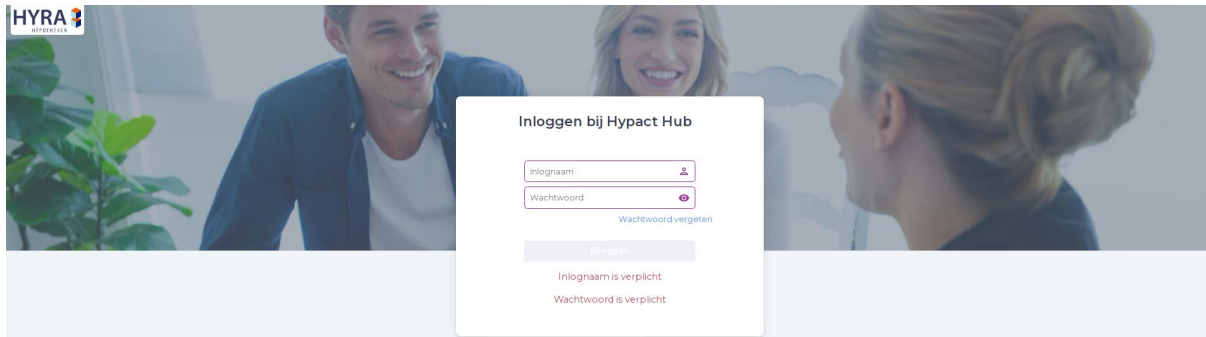 HYRA
HYPOTHEKEN
Inloggen bij Hypact Hub
Inlognaam
Wachtwoord
Wachtwoord vergeten
Inloggen
Inlognaam is verplicht
Wachtwoord is verplicht